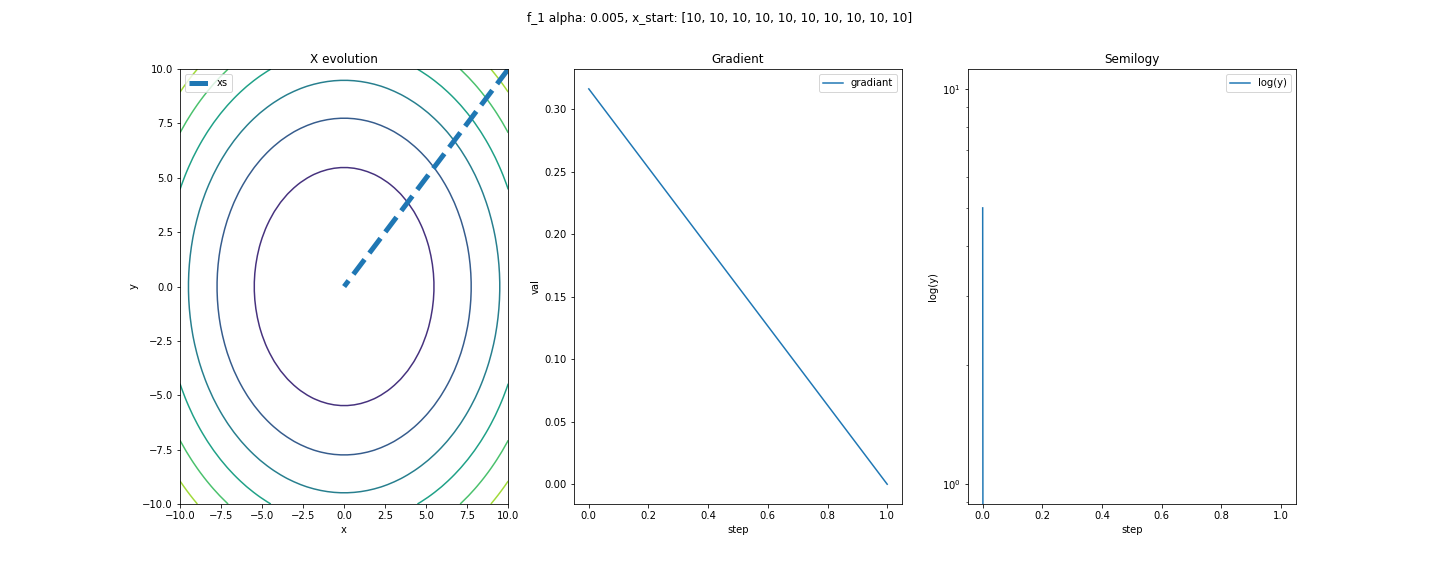 f_1 alpha: 0.005, x_start: [10, 10, 10, 10, 10, 10, 10, 10, 10, 10]
X evolution
xs
10.0
7.5
5.0
2.5
0.0
−2.5
−5.0
−7.5
−10.0
y
−10.0 −7.5 −5.0 −2.5 0.0 2.5 5.0 7.5 10.0
x
Gradient
gradiant
0.30
0.25
0.20
0.15
0.10
0.05
0.00
val
0.0 0.2 0.4 0.6 0.8 1.0
step
Semilogy
log(y)
10¹
10⁰
log(y)
0.0 0.2 0.4 0.6 0.8 1.0
step